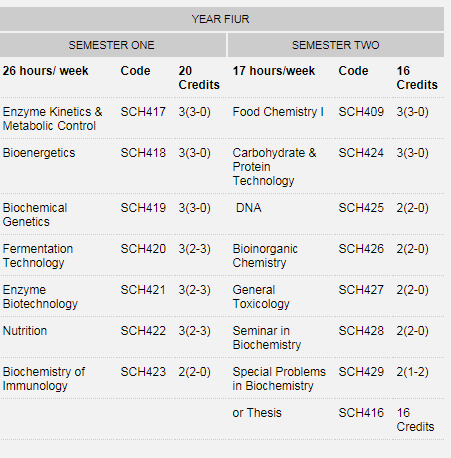 YEAR FIUR
SEMESTER ONE SEMESTER TWO
26 hours/ week Code 20 Credits 17 hours/week Code 16 Credits
Enzyme Kinetics & Metabolic Control SCH417 3(3-0) Food Chemistry I SCH409 3(3-0)
Bioenergetics SCH418 3(3-0) Carbohydrate & Protein Technology SCH424 3(3-0)
Biochemical Genetics SCH419 3(3-0) DNA SCH425 2(2-0)
Fermentation Technology SCH420 3(2-3) Bioinorganic Chemistry SCH426 2(2-0)
Enzyme Biotechnology SCH421 3(2-3) General Toxicology SCH427 2(2-0)
Nutrition SCH422 3(2-3) Seminar in Biochemistry SCH428 2(2-0)
Biochemistry of Immunology SCH423 2(2-0) Special Problems in Biochemistry SCH429 2(1-2)
or Thesis SCH416 16 Credits